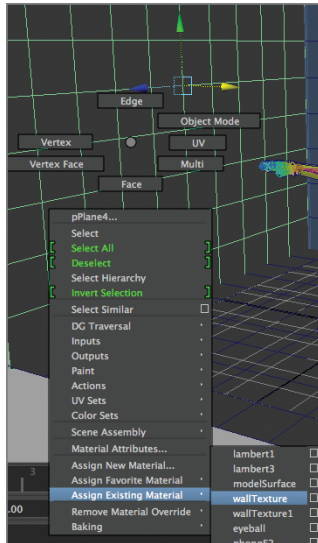 Edge
Object Mode
Vertex
UV
Vertex Face
Multi
Face
pPlane4...
Select
Select All
Deselect
Select Hierarchy
Invert Selection
Select Similar
DG Traversal
Inputs
Outputs
Paint
Actions
UV Sets
Color Sets
Scene Assembly
Material Attributes...
Assign New Material...
Assign Favorite Material
Assign Existing Material
Remove Material Override
Baking
lambert1
lambert3
modelSurface
wallTexture
wallTexture1
eyeball
3
.00